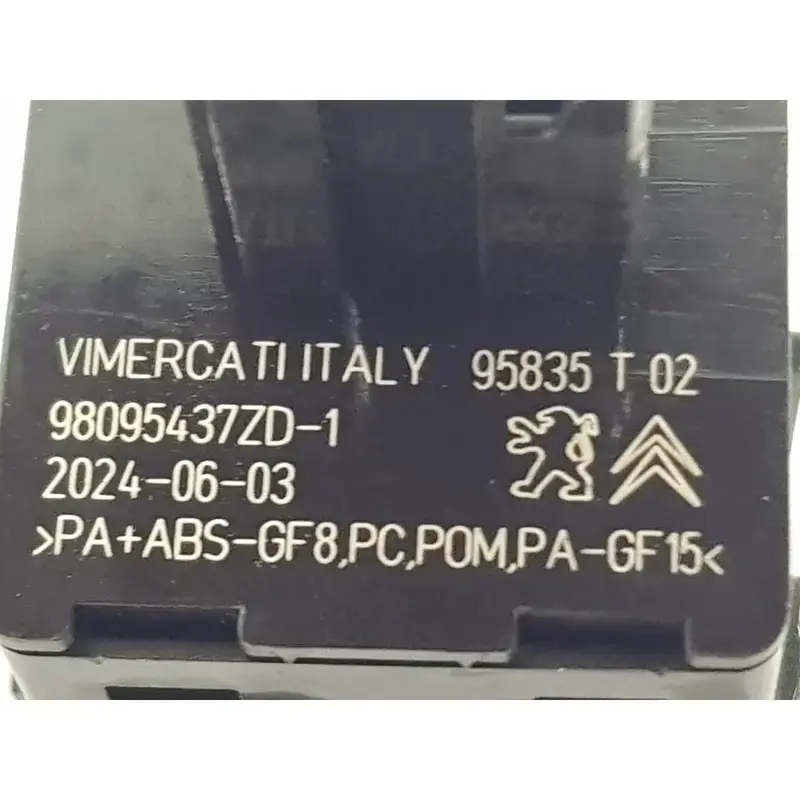 VIMERCATI ITALY 95835 T 02
98095437ZD-1
2024-06-03
>PA+ABS-GF8,PC,POM,PA-GF15<